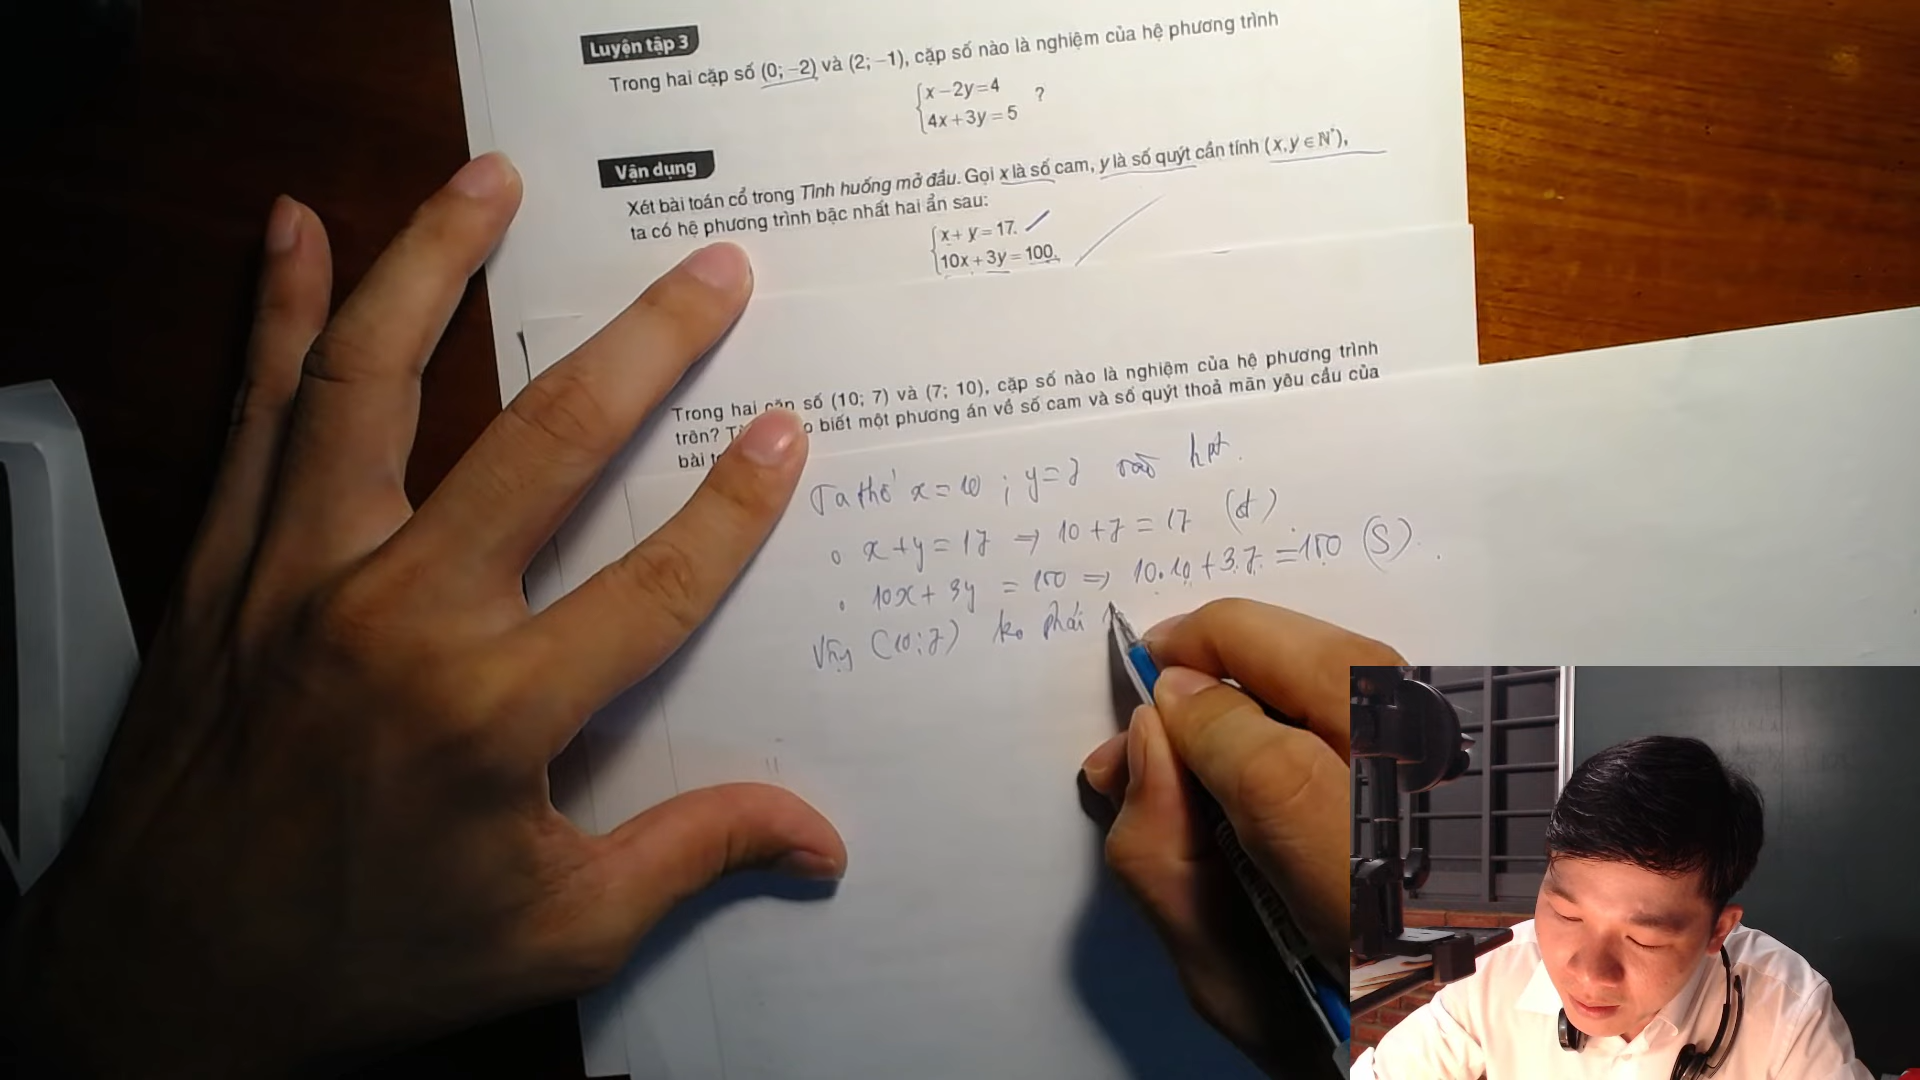 Luyện tập 3
Trong hai cặp số (0; −2) và (2; −1), cặp số nào là nghiệm của hệ phương trình
x − 2y = 4
4x + 3y = 5 ?
Vận dụng
Xét bài toán cổ trong Tình huống mở đầu. Gọi x là số cam, y là số quýt cần tính (x, y ∈ ℕ*),
ta có hệ phương trình bậc nhất hai ẩn sau:
x + y = 17.
10x + 3y = 100.
Trong hai cặp số (10; 7) và (7; 10), cặp số nào là nghiệm của hệ phương trình
trên? biết một phương án về số cam và số quýt thoả mãn yêu cầu của
bài
Ta thế x = 10 ; y = 7 vào hpt.
x + y = 17 ⇒ 10 + 7 = 17 (đ)
10x + 3y = 100 ⇒ 10.10 + 3.7 = 100 (S).
Vậy (10; 7) ko phải